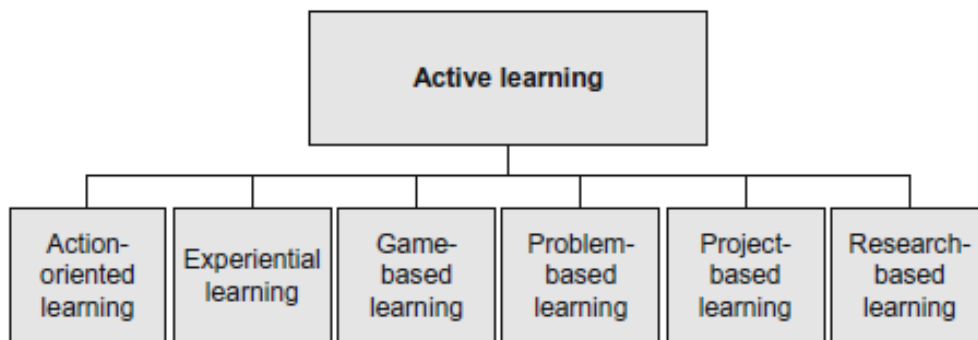 Active learning
Action-
oriented
learning
Experiential
learning
Game-
based
learning
Problem-
based
learning
Project-
based
learning
Research-
based
learning